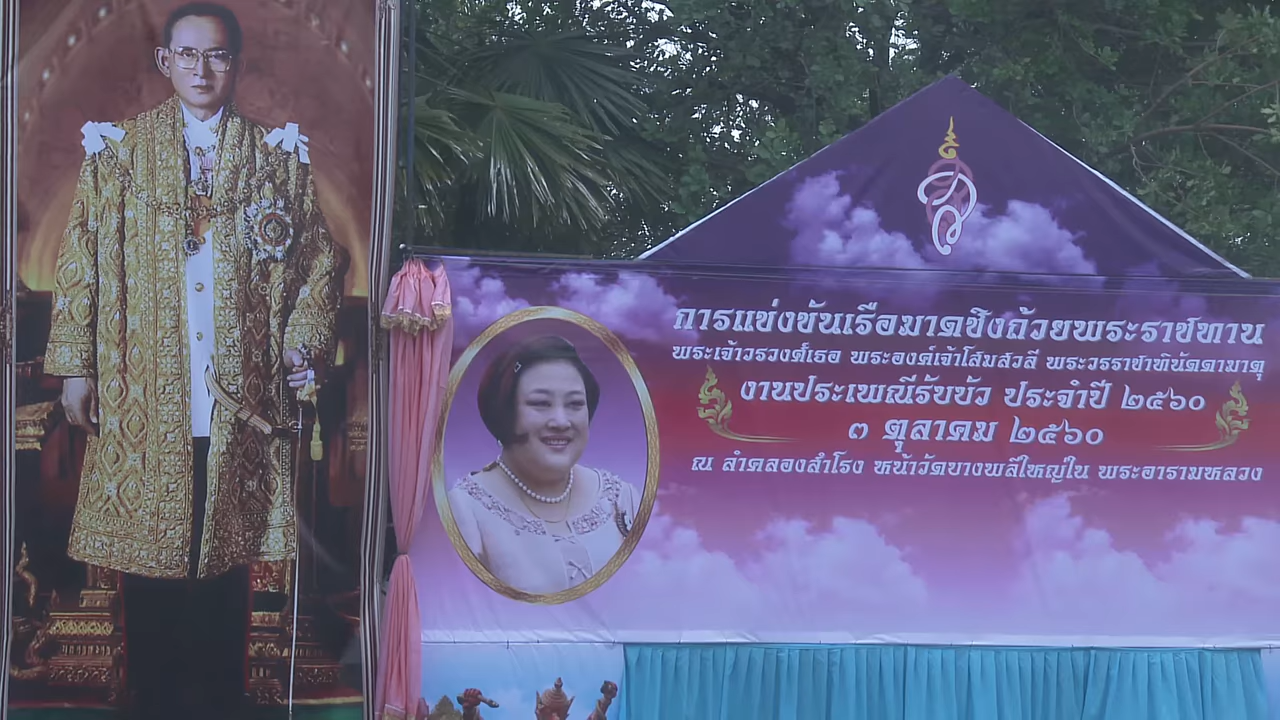 การแข่งขันเรือมาดชิงถ้วยพระราชทาน
พระเจ้าวรวงศ์เธอ พระองค์เจ้าโสมสวลี พระวรราชาทินัดดามาตุ
งานประเพณีรับบัว ประจำปี ๒๕๖๐
๓ ตุลาคม ๒๕๖๐
ณ ลำคลองสำโรง หน้าวัดบางพลีใหญ่ใน พระอารามหลวง